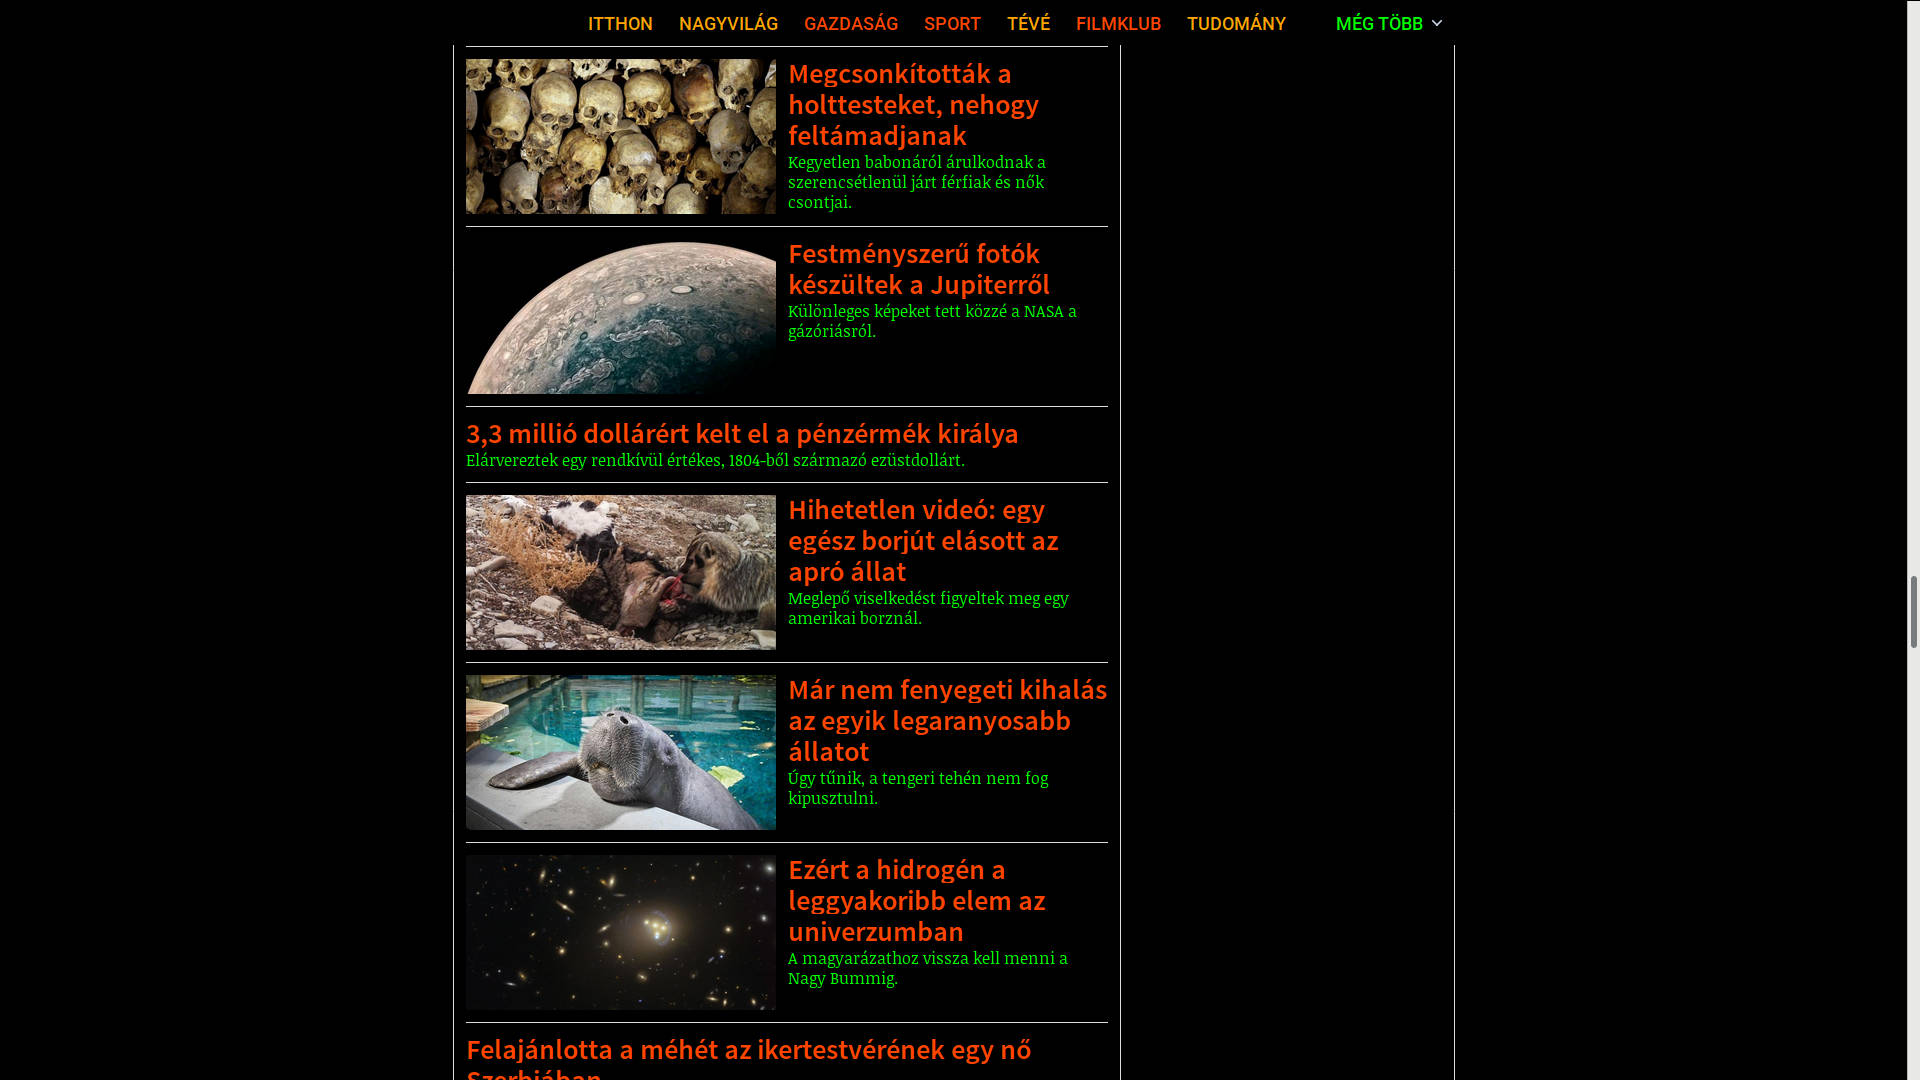 ITTHON NAGYVILÁG GAZDASÁG SPORT TÉVÉ FILMKLUB TUDOMÁNY MÉG TÖBB
Megcsonkították a
holttesteket, nehogy
feltámadjanak
Kegyetlen babonáról árulkodnak a
szerencsétlenül járt férfiak és nők
csontjai.
Festményszerű fotók
készültek a Jupiterről
Különleges képeket tett közzé a NASA a
gázóriásról.
3,3 millió dollárért kelt el a pénzérmék királya
Elárvereztek egy rendkívül értékes, 1804-ből származó ezüstdollárt.
Hihetetlen videó: egy
egész borjút elásott az
apró állat
Meglepő viselkedést figyeltek meg egy
amerikai borznál.
Már nem fenyegeti kihalás
az egyik legaranyosabb
állatot
Úgy tűnik, a tengeri tehén nem fog
kipusztulni.
Ezért a hidrogén a
leggyakoribb elem az
univerzumban
A magyarázathoz vissza kell menni a
Nagy Bummig.
Felajánlotta a méhét az ikertestvérének egy nő
Szerbiában